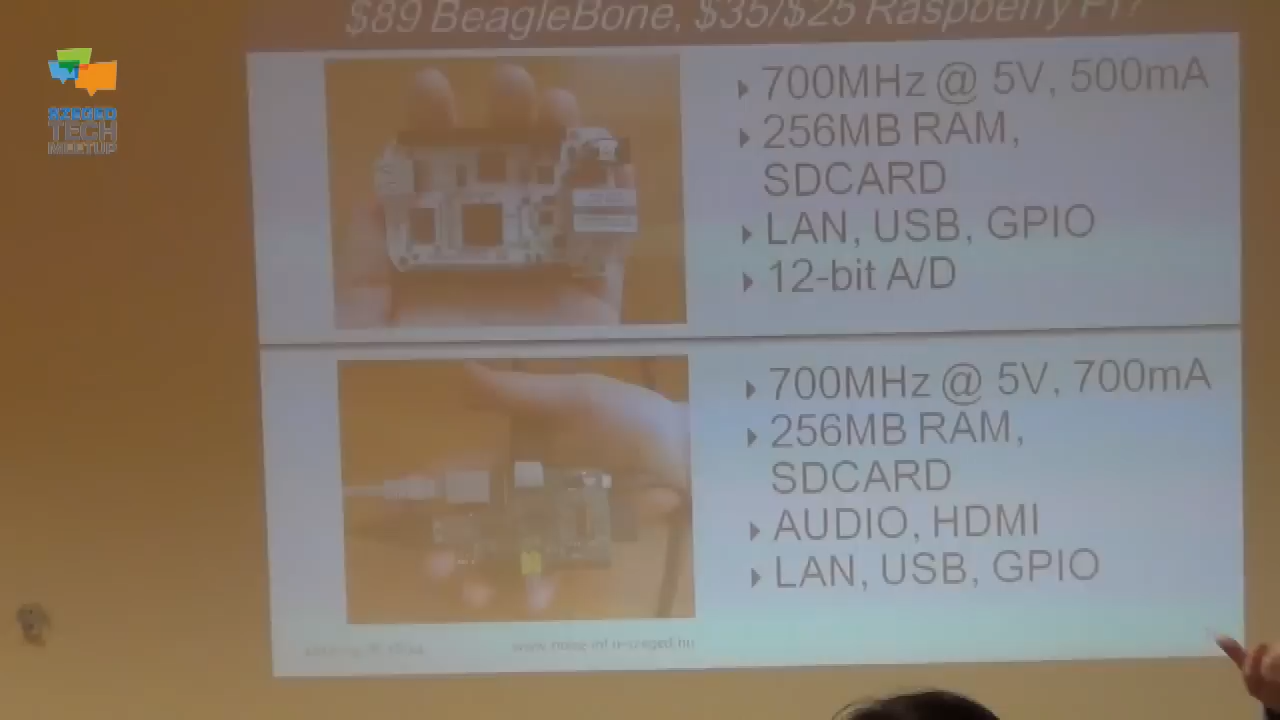 $89 BeagleBone, $35/$25 Raspberry Pi?
SZEGED
TECH
MEETUP
700MHz @ 5V, 500mA
256MB RAM,
SDCARD
LAN, USB, GPIO
12-bit A/D
700MHz @ 5V, 700mA
256MB RAM,
SDCARD
AUDIO, HDMI
LAN, USB, GPIO